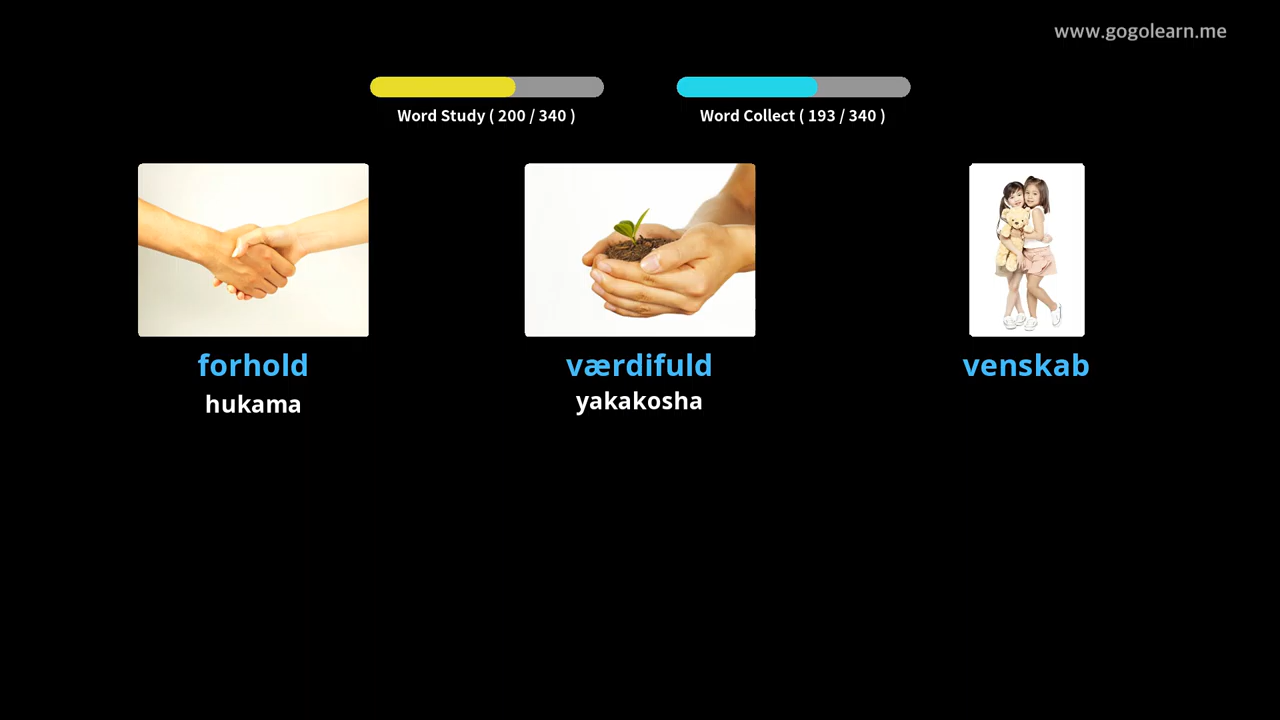 www.gogolearn.me
Word Study ( 200 / 340 )
Word Collect ( 193 / 340 )
forhold
værdifuld
venskab
hukama
yakakosha